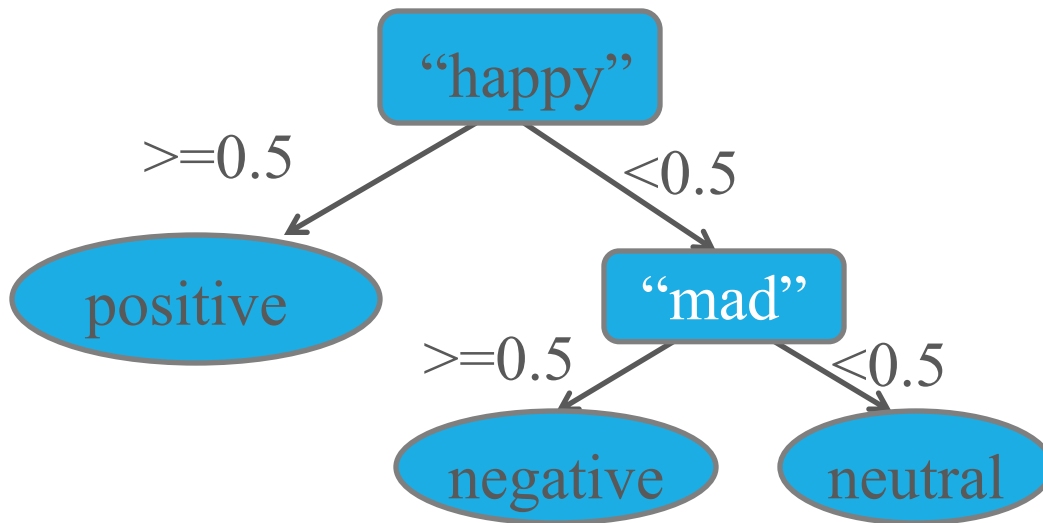 “happy”
>=0.5
<0.5
positive
“mad”
>=0.5
<0.5
negative
neutral